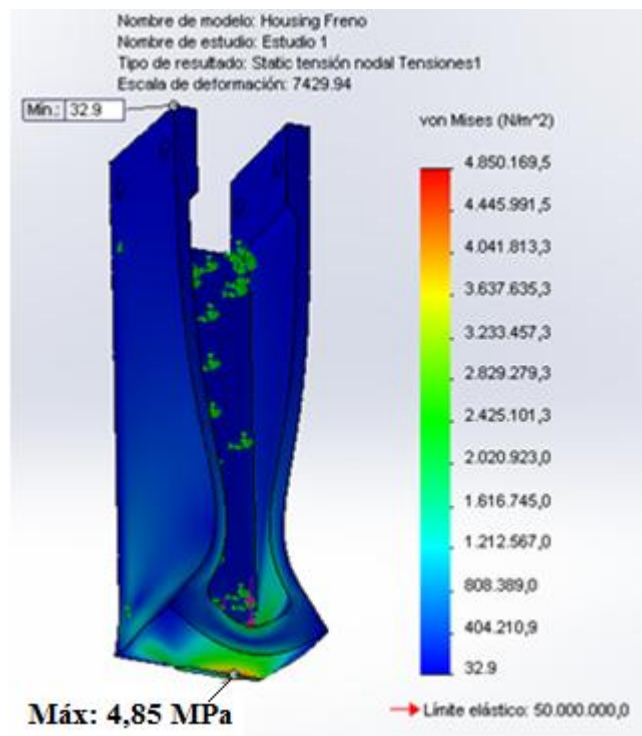 Nombre de modelo: Housing Freno
Nombre de estudio: Estudio 1
Tipo de resultado: Static tensión nodal Tensiones1
Escala de deformación: 7429.94
Mín.: 32.9
von Mises (N/m^2)
4.850.169,5
4.445.991,5
4.041.813,3
3.637.635,3
3.233.457,3
2.829.279,3
2.425.101,3
2.020.923,0
1.616.745,0
1.212.567,0
808.389,0
404.210,9
32.9
Límite elástico: 50.000.000,0
Máx: 4,85 MPa